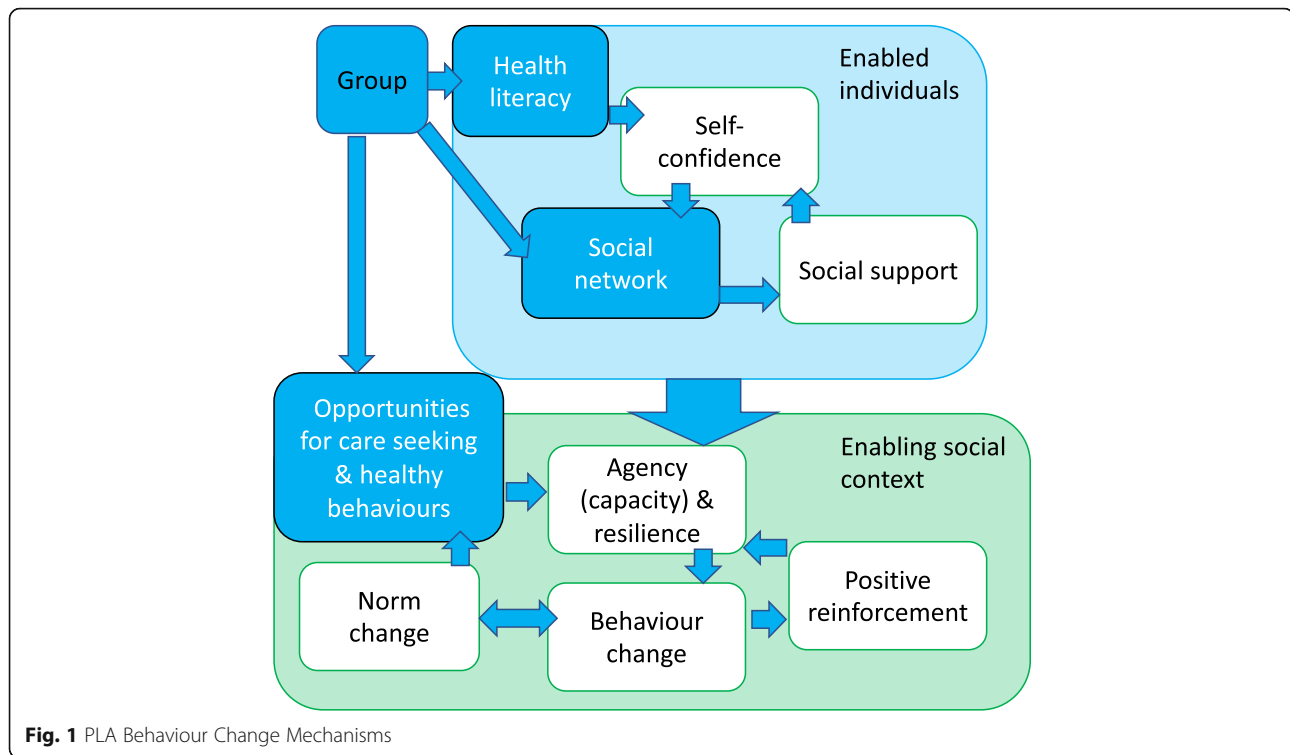 Group
Health
literacy
Enabled
individuals
Self-
confidence
Social
network
Social support
Opportunities
for care seeking
& healthy
behaviours
Enabling social
context
Agency
(capacity) &
resilience
Norm
change
Behaviour
change
Positive
reinforcement
Fig. 1 PLA Behaviour Change Mechanisms